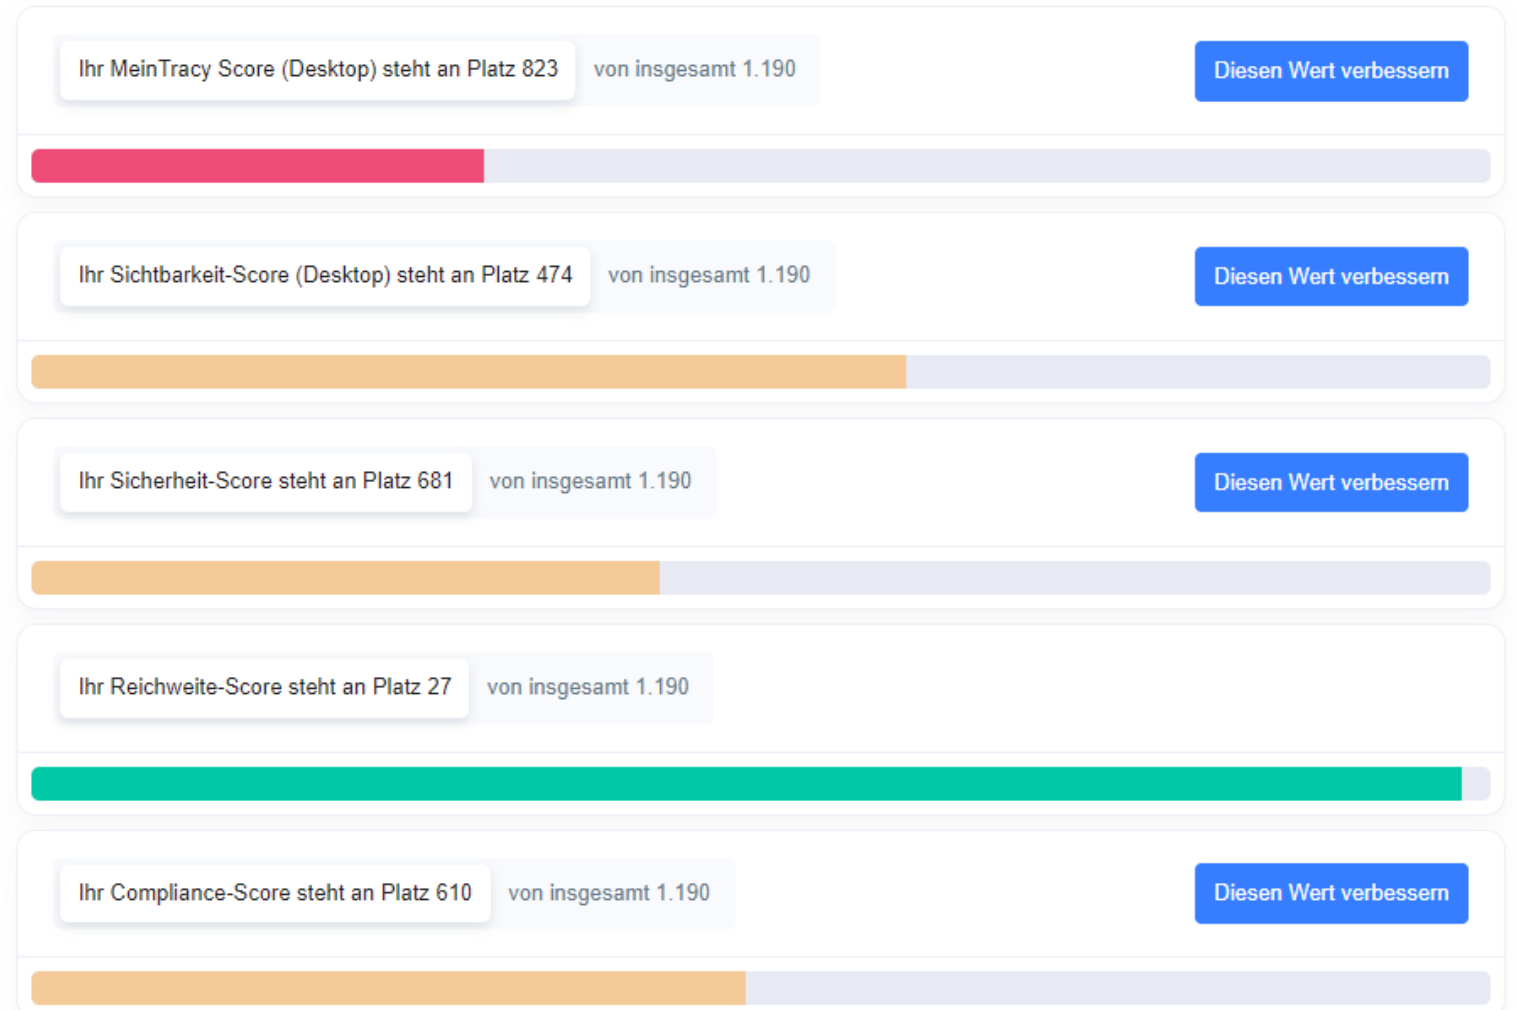 Ihr MeinTracy Score (Desktop) steht an Platz 823 von insgesamt 1.190 Diesen Wert verbessern
Ihr Sichtbarkeit-Score (Desktop) steht an Platz 474 von insgesamt 1.190 Diesen Wert verbessern
Ihr Sicherheit-Score steht an Platz 681 von insgesamt 1.190 Diesen Wert verbessern
Ihr Reichweite-Score steht an Platz 27 von insgesamt 1.190
Ihr Compliance-Score steht an Platz 610 von insgesamt 1.190 Diesen Wert verbessern